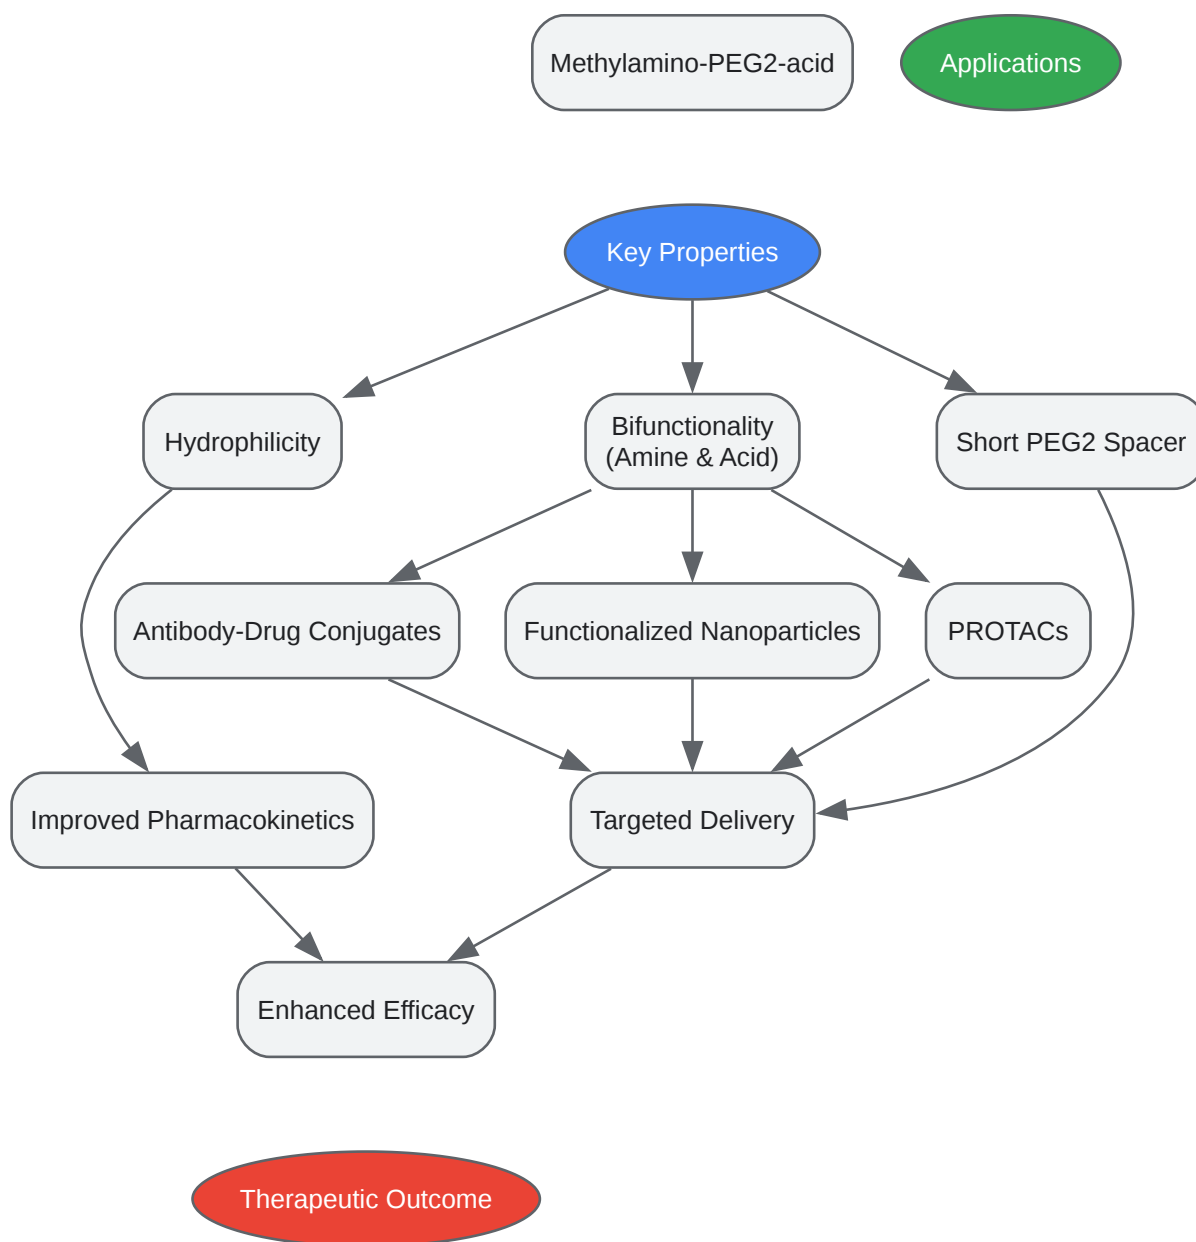 Methylamino-PEG2-acid
Applications
Key Properties
Hydrophilicity
Bifunctionality
(Amine & Acid)
Short PEG2 Spacer
Antibody-Drug Conjugates
Functionalized Nanoparticles
PROTACs
Improved Pharmacokinetics
Targeted Delivery
Enhanced Efficacy
Therapeutic Outcome